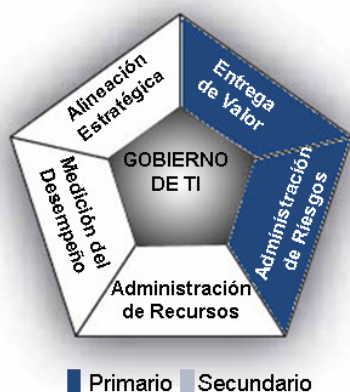 Alineación
Estratégica
Entrega
de Valor
GOBIERNO
DE TI
Medición del
Desempeño
Administración
de Riesgos
Administración
de Recursos
Primario Secundario